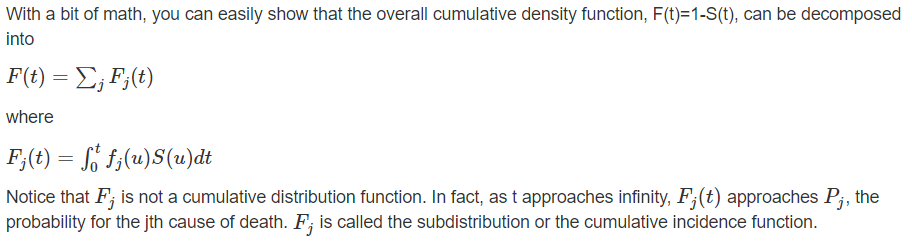 With a bit of math, you can easily show that the overall cumulative density function, F(t)=1-S(t), can be decomposed
into
F(t) = ∑_j F_j(t)
where
F_j(t) = ∫_0^t f_j(u)S(u)dt
Notice that F_j is not a cumulative distribution function. In fact, as t approaches infinity, F_j(t) approaches P_j, the
probability for the jth cause of death. F_j is called the subdistribution or the cumulative incidence function.